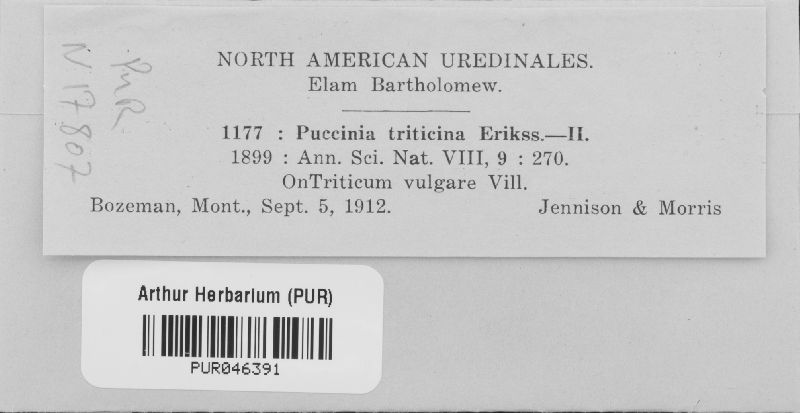 NORTH AMERICAN UREDINALES.
Elam Bartholomew.
1177 : Puccinia triticina Erikss.—II.
1899 : Ann. Sci. Nat. VIII, 9 : 270.
OnTriticum vulgare Vill.
Bozeman, Mont., Sept. 5, 1912. Jennison & Morris
PUR
N 17807
Arthur Herbarium (PUR)
PUR046391